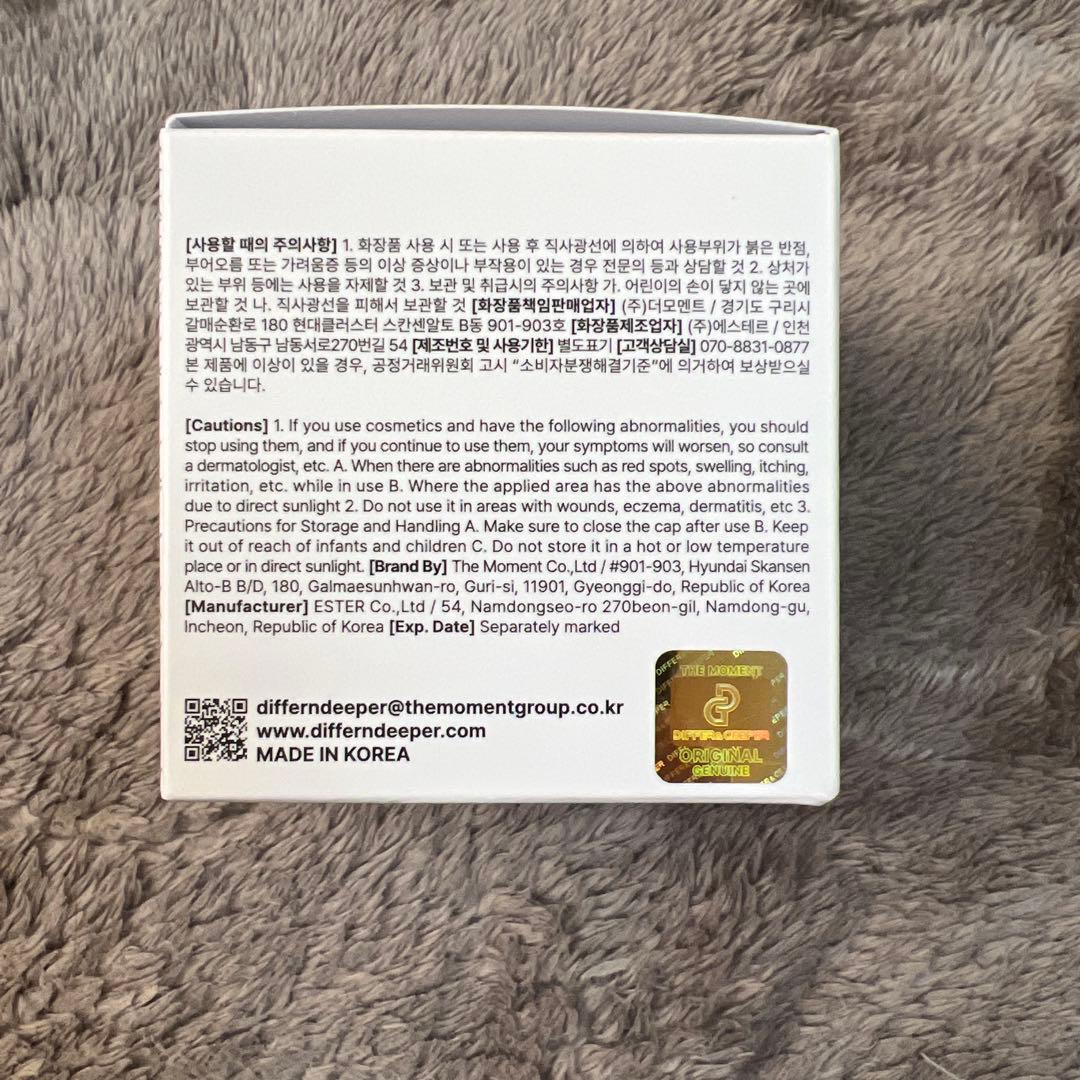 [사용할 때의 주의사항] 1. 화장품 사용 시 또는 사용 후 직사광선에 의하여 사용부위가 붉은 반점,
부어오름 또는 가려움증 등의 이상 증상이나 부작용이 있는 경우 전문의 등과 상담할 것 2. 상처가
있는 부위 등에는 사용을 자제할 것 3. 보관 및 취급시의 주의사항 가. 어린이의 손이 닿지 않는 곳에
보관할 것 나. 직사광선을 피해서 보관할 것 [화장품책임판매업자] (주)더모멘트 / 경기도 구리시
갈매순환로 180 현대클러스터 스칸센알토 B동 901-903호 [화장품제조업자] (주)에스테르 / 인천
광역시 남동구 남동서로270번길 54 [제조번호 및 사용기한] 별도표기 [고객상담실] 070-8831-0877
본 제품에 이상이 있을 경우, 공정거래위원회 고시 “소비자분쟁해결기준”에 의거하여 보상받으실
수 있습니다.
[Cautions] 1. If you use cosmetics and have the following abnormalities, you should
stop using them, and if you continue to use them, your symptoms will worsen, so consult
a dermatologist, etc. A. When there are abnormalities such as red spots, swelling, itching,
irritation, etc. while in use B. Where the applied area has the above abnormalities
due to direct sunlight 2. Do not use it in areas with wounds, eczema, dermatitis, etc 3.
Precautions for Storage and Handling A. Make sure to close the cap after use B. Keep
it out of reach of infants and children C. Do not store it in a hot or low temperature
place or in direct sunlight. [Brand By] The Moment Co.,Ltd / #901-903, Hyundai Skansen
Alto-B B/D, 180, Galmaesunhwan-ro, Guri-si, 11901, Gyeonggi-do, Republic of Korea
[Manufacturer] ESTER Co.,Ltd / 54, Namdongseo-ro 270beon-gil, Namdong-gu,
Incheon, Republic of Korea [Exp. Date] Separately marked
differndeeper@themomentgroup.co.kr
www.differndeeper.com
MADE IN KOREA
THE MOMENT
DIFFER&DEEPER
ORIGINAL
GENUINE